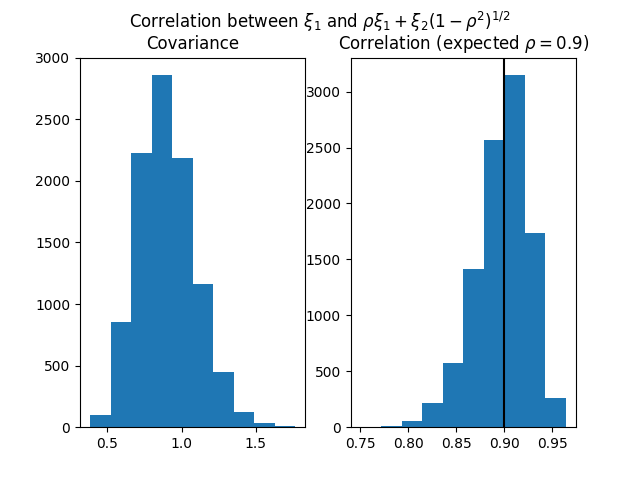 Correlation between ξ₁ and ρξ₁ + ξ₂(1 − ρ²)^{1/2}
Covariance
Correlation (expected ρ = 0.9)
3000
2500
2000
1500
1000
500
0
0.5 1.0 1.5
3000
2500
2000
1500
1000
500
0
0.75 0.80 0.85 0.90 0.95